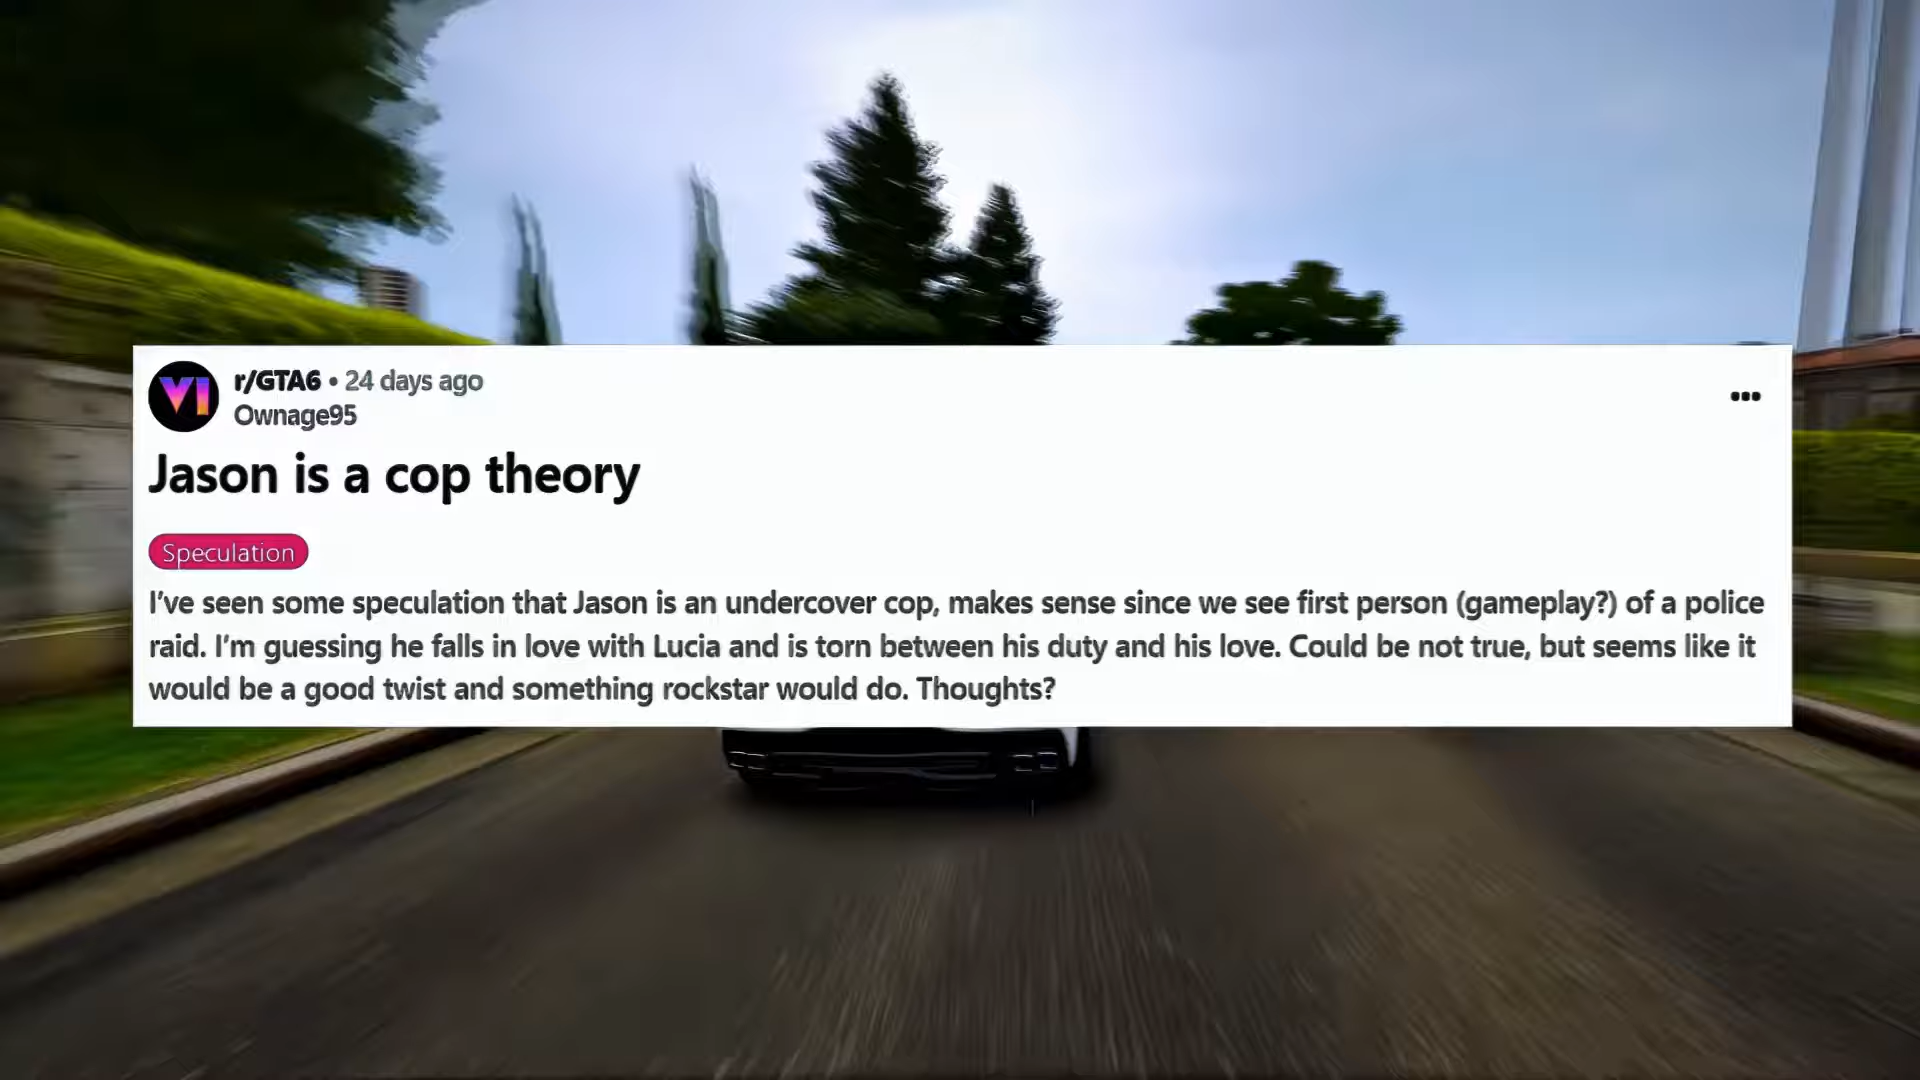 VI
r/GTA6 • 24 days ago
Ownage95
Jason is a cop theory
Speculation
I've seen some speculation that Jason is an undercover cop, makes sense since we see first person (gameplay?) of a police
raid. I'm guessing he falls in love with Lucia and is torn between his duty and his love. Could be not true, but seems like it
would be a good twist and something rockstar would do. Thoughts?